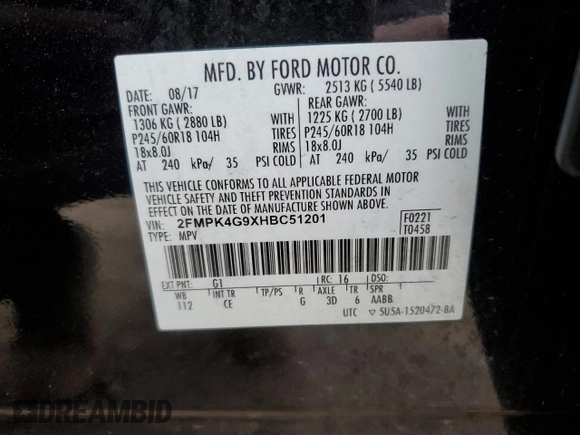 MFD. BY FORD MOTOR CO.
DATE: 08/17 GVWR: 2513 KG ( 5540 LB)
FRONT GAWR: REAR GAWR:
1306 KG ( 2880 LB) 1225 KG ( 2700 LB)
WITH WITH
P245/60R18 104H TIRES P245/60R18 104H TIRES
18x8.0J RIMS 18x8.0J RIMS
AT 240 kPa/ 35 PSI COLD AT 240 kPa/ 35 PSI COLD
THIS VEHICLE CONFORMS TO ALL APPLICABLE FEDERAL MOTOR
VEHICLE SAFETY AND THEFT PREVENTION STANDARDS IN EFFECT
ON THE DATE OF MANUFACTURE SHOWN ABOVE.
VIN: 2FMPK4G9XHBC51201 F0221
TYPE: MPV T0458
EXT PNT: G1 RC: 16 DSO:
WB INT TR TP/PS R AXLE TR SPR
112 CE G 3D 6 AABB
UTC ▽ 5U5A-1520472-BA
DREAMBID